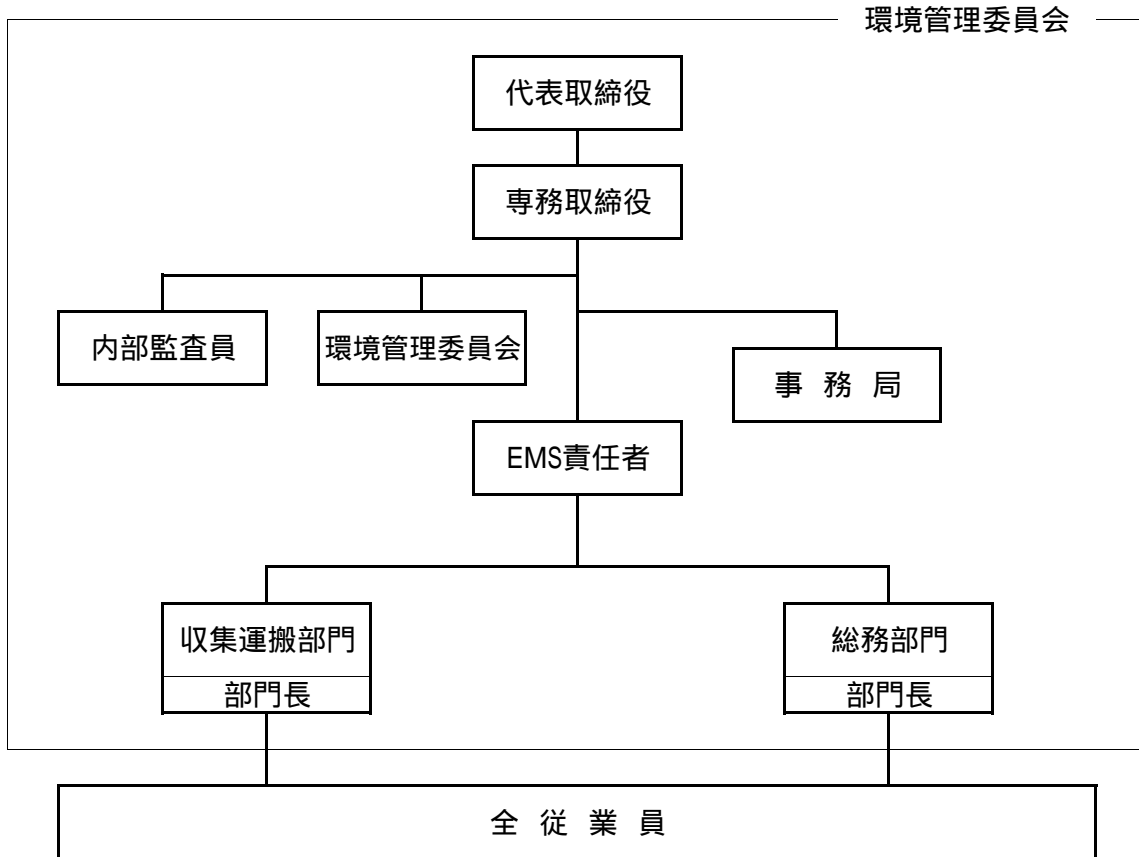 環境管理委員会
代表取締役
専務取締役
内部監査員
環境管理委員会
事 務 局
EMS責任者
収集運搬部門
部門長
総務部門
部門長
全 従 業 員